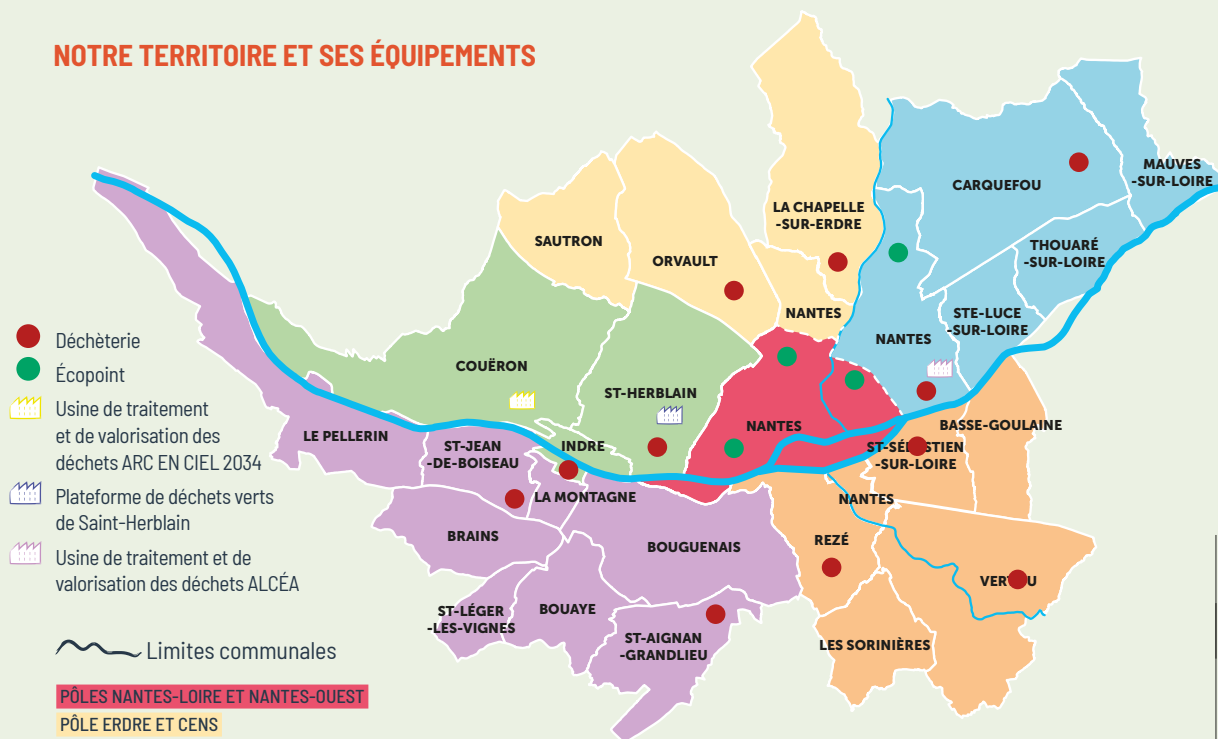 NOTRE TERRITOIRE ET SES ÉQUIPEMENTS
Déchèterie
Écopoint
Usine de traitement
et de valorisation des
déchets ARC EN CIEL 2034
Plateforme de déchets verts
de Saint-Herblain
Usine de traitement et de
valorisation des déchets ALCÉA
Limites communales
PÔLES NANTES-LOIRE ET NANTES-OUEST
PÔLE ERDRE ET CENS
MAUVES
-SUR-LOIRE
CARQUEFOU
LA CHAPELLE
-SUR-ERDRE
THOUARÉ
-SUR-LOIRE
SAUTRON
ORVAULT
NANTES
STE-LUCE
-SUR-LOIRE
NANTES
COUËRON
ST-HERBLAIN
NANTES
BASSE-GOULAINE
LE PELLERIN
ST-JEAN
-DE-BOISEAU
INDRE
ST-SÉBASTIEN
-SUR-LOIRE
LA MONTAGNE
NANTES
BRAINS
BOUGUENAIS
REZÉ
VERTOU
ST-LÉGER
-LES-VIGNES
BOUAYE
ST-AIGNAN
-GRANDLIEU
LES SORINIÈRES